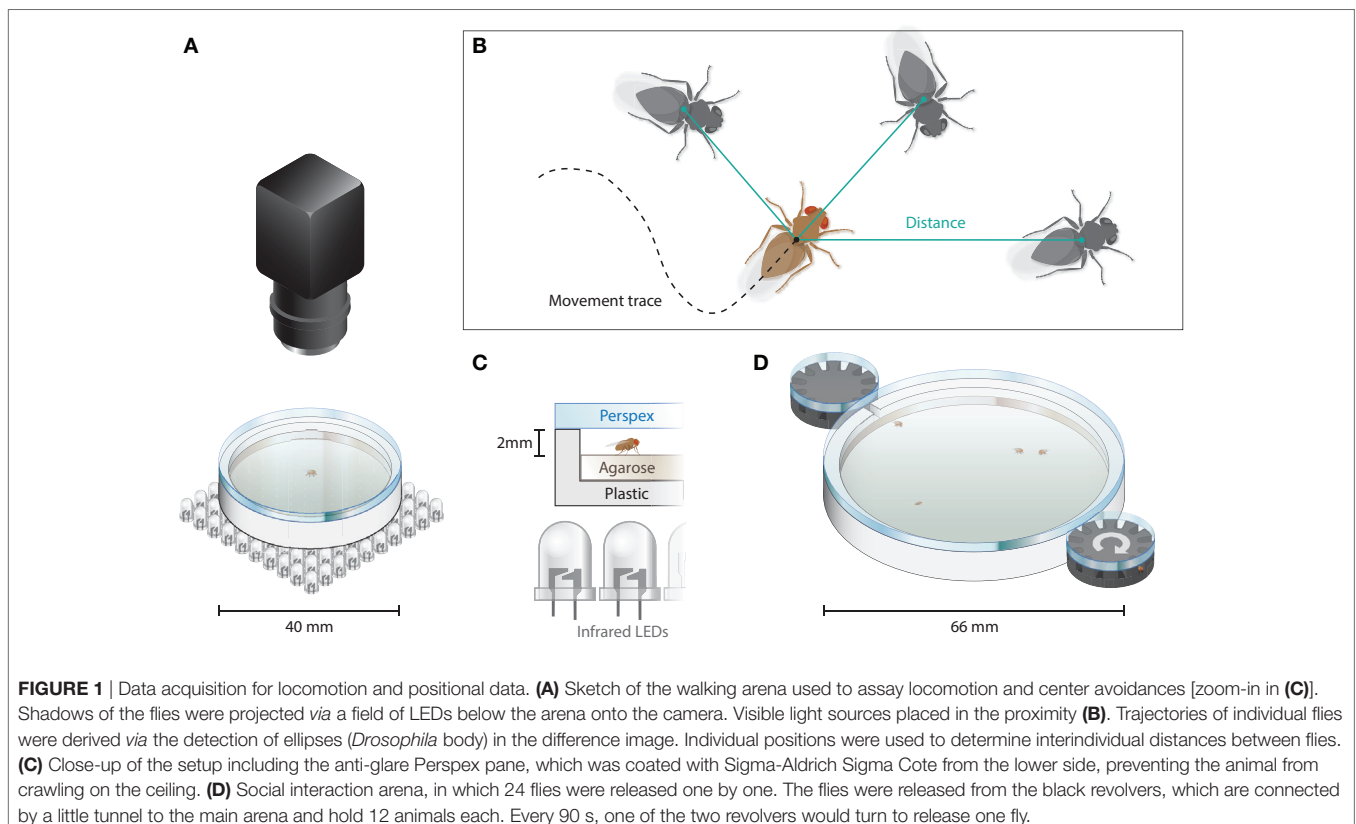 A
B
Distance
Movement trace
C
D
Perspex
2mm
Agarose
Plastic
Infrared LEDs
40 mm
66 mm
FIGURE 1 | Data acquisition for locomotion and positional data. (A) Sketch of the walking arena used to assay locomotion and center avoidances [zoom-in in (C)].
Shadows of the flies were projected via a field of LEDs below the arena onto the camera. Visible light sources placed in the proximity (B). Trajectories of individual flies
were derived via the detection of ellipses (Drosophila body) in the difference image. Individual positions were used to determine interindividual distances between flies.
(C) Close-up of the setup including the anti-glare Perspex pane, which was coated with Sigma-Aldrich Sigma Cote from the lower side, preventing the animal from
crawling on the ceiling. (D) Social interaction arena, in which 24 flies were released one by one. The flies were released from the black revolvers, which are connected
by a little tunnel to the main arena and hold 12 animals each. Every 90 s, one of the two revolvers would turn to release one fly.